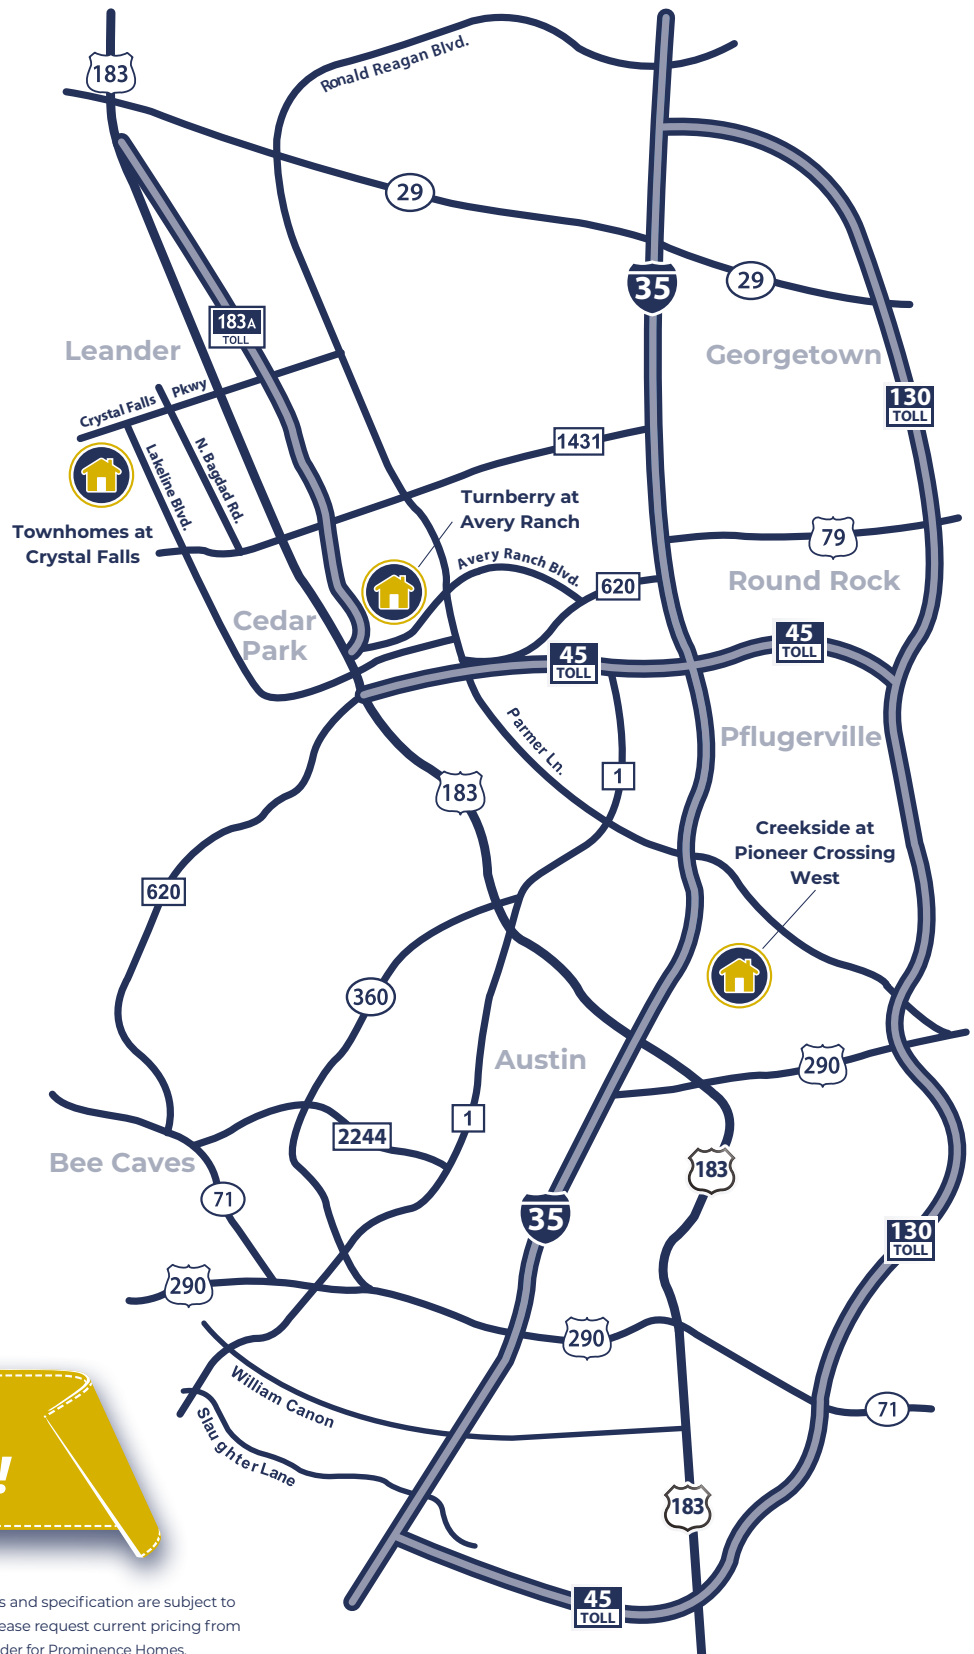 Ronald Reagan Blvd.
183
29
29
35
183A
TOLL
Leander
Georgetown
Crystal Falls Pkwy
130
TOLL
1431
Lakeline Blvd.
N. Bagdad Rd.
Turnberry at
Avery Ranch
Townhomes at
Crystal Falls
79
Avery Ranch Blvd.
620
Round Rock
Cedar
Park
45
TOLL
45
TOLL
Parmer Ln.
Pflugerville
1
183
Creekside at
Pioneer Crossing
West
620
360
Austin
290
1
2244
Bee Caves
183
71
35
130
TOLL
290
290
William Canon
71
Slaughter Lane
!
183
s and specification are subject to
ease request current pricing from
der for Prominence Homes.
45
TOLL